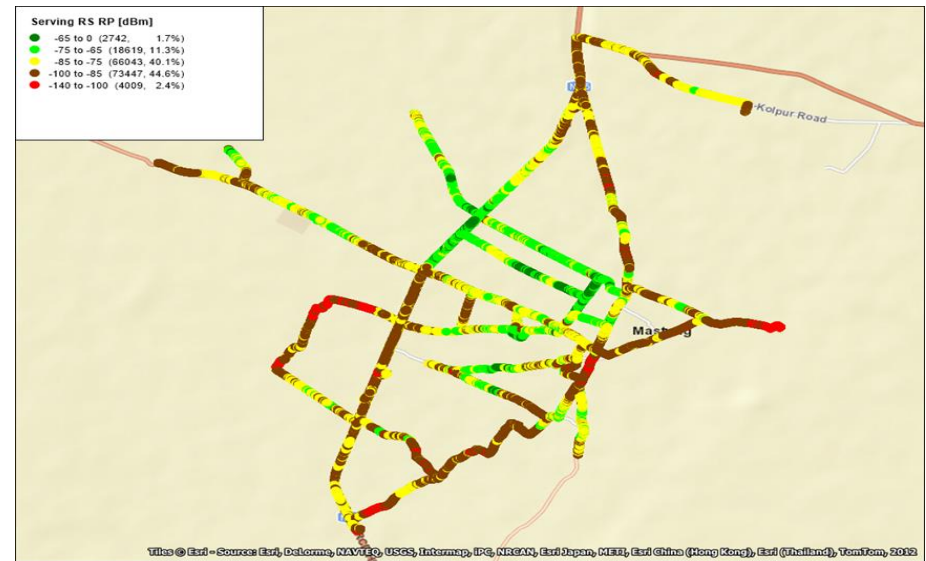 Serving RS RP [dBm]
-65 to 0 (2742, 1.7%)
-75 to -65 (18619, 11.3%)
-85 to -75 (66043, 40.1%)
-100 to -85 (73447, 44.6%)
-140 to -100 (4009, 2.4%)
Kolpur Road
Tiles © Esri - Source: Esri, DeLorme, NAVTEQ, USGS, Intermap, iPC, NRCAN, Esri Japan, METI, Esri China (Hong Kong), Esri (Thailand), TomTom, 2012